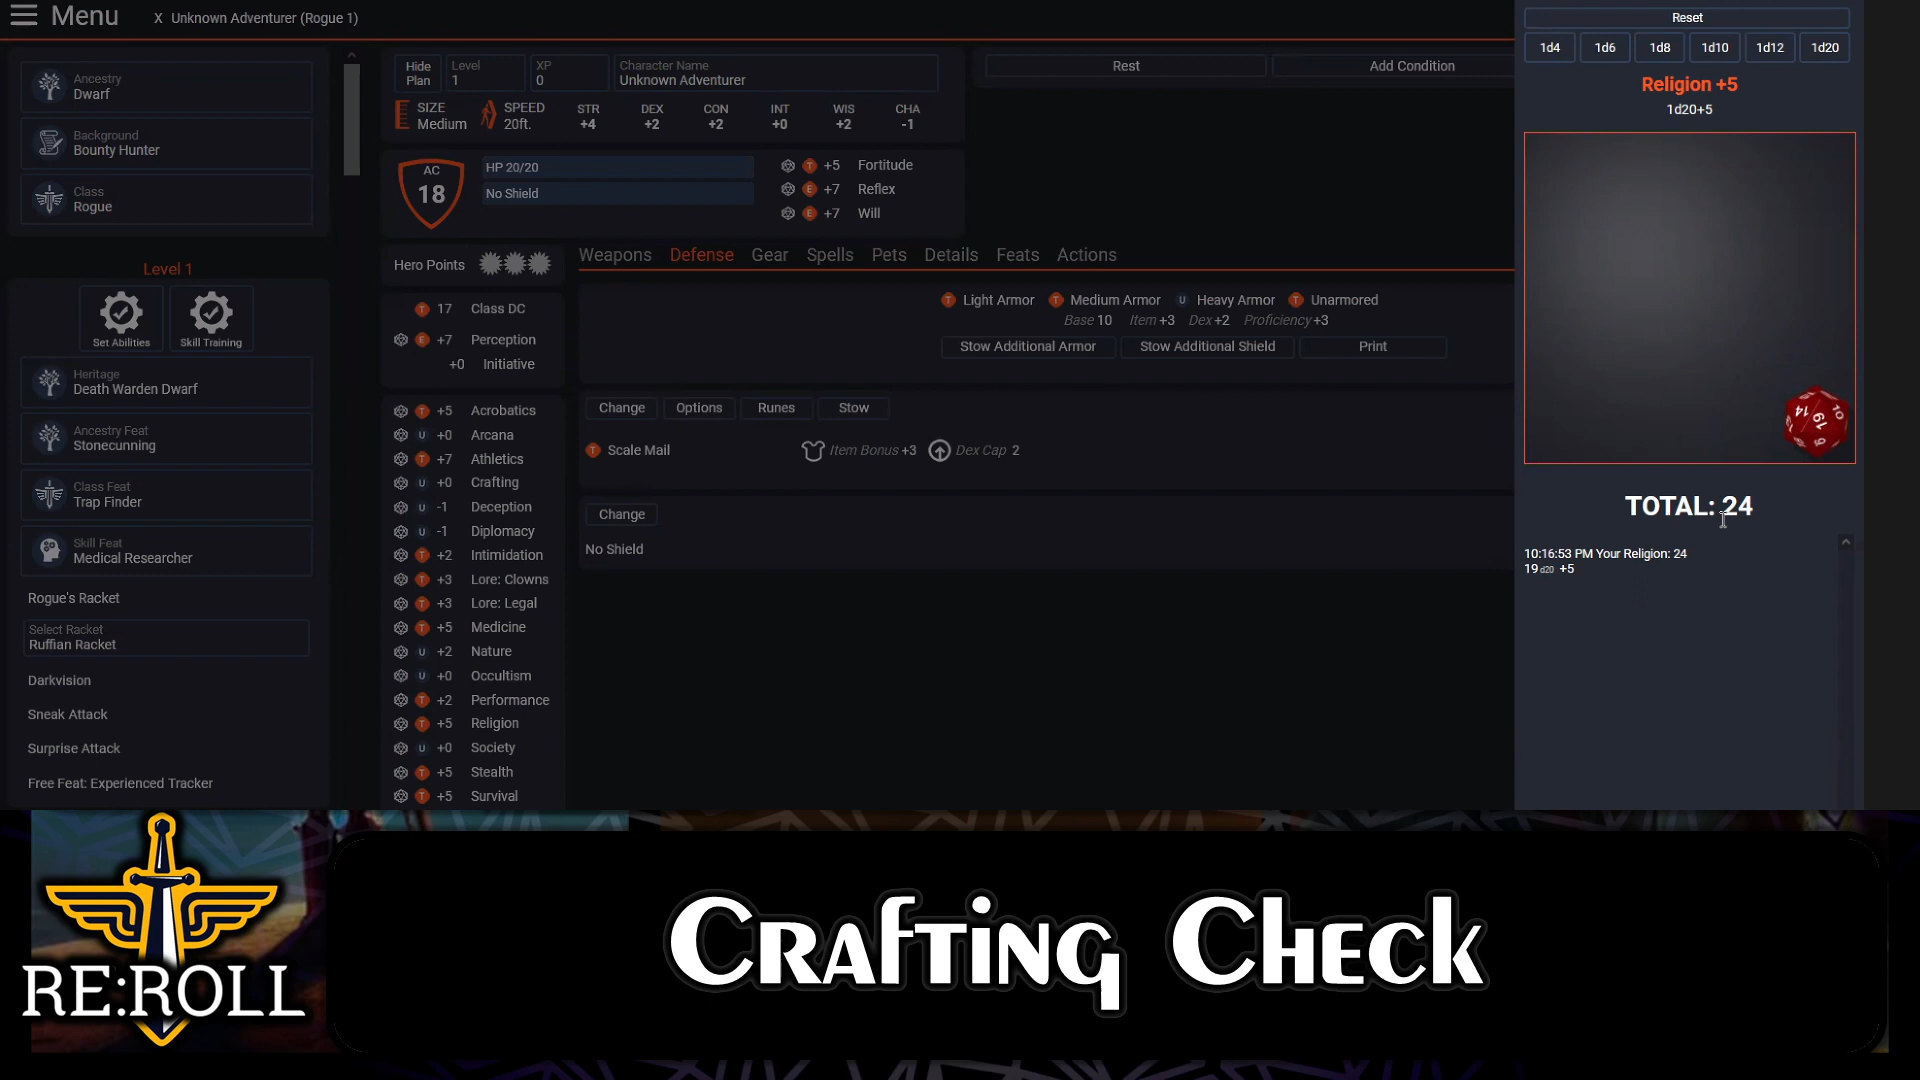 Menu
X Unknown Adventurer (Rogue 1)
Ancestry
Dwarf
Background
Bounty Hunter
Class
Rogue
Level 1
Set Abilities
Skill Training
Heritage
Death Warden Dwarf
Ancestry Feat
Stonecunning
Class Feat
Trap Finder
Skill Feat
Medical Researcher
Rogue's Racket
Select Racket
Ruffian Racket
Darkvision
Sneak Attack
Surprise Attack
Free Feat: Experienced Tracker
Hide Plan
Level
1
XP
0
Character Name
Unknown Adventurer
SIZE
Medium
SPEED
20ft.
STR
+4
DEX
+2
CON
+2
INT
+0
WIS
+2
CHA
-1
AC
18
HP 20/20
No Shield
T +5 Fortitude
E +7 Reflex
E +7 Will
Rest
Add Condition
Hero Points
T 17 Class DC
E +7 Perception
+0 Initiative
T +5 Acrobatics
U +0 Arcana
T +7 Athletics
U +0 Crafting
U -1 Deception
U -1 Diplomacy
T +2 Intimidation
T +3 Lore: Clowns
T +3 Lore: Legal
T +5 Medicine
U +2 Nature
U +0 Occultism
T +2 Performance
T +5 Religion
U +0 Society
T +5 Stealth
T +5 Survival
Weapons Defense Gear Spells Pets Details Feats Actions
T Light Armor T Medium Armor U Heavy Armor T Unarmored
Base 10 Item +3 Dex +2 Proficiency +3
Stow Additional Armor
Stow Additional Shield
Print
Change
Options
Runes
Stow
T Scale Mail Item Bonus +3 Dex Cap 2
Change
No Shield
Reset
1d4 1d6 1d8 1d10 1d12 1d20
Religion +5
1d20+5
14 19 10
TOTAL: 24
10:16:53 PM Your Religion: 24
19 d20 +5
RE:ROLL
Crafting Check